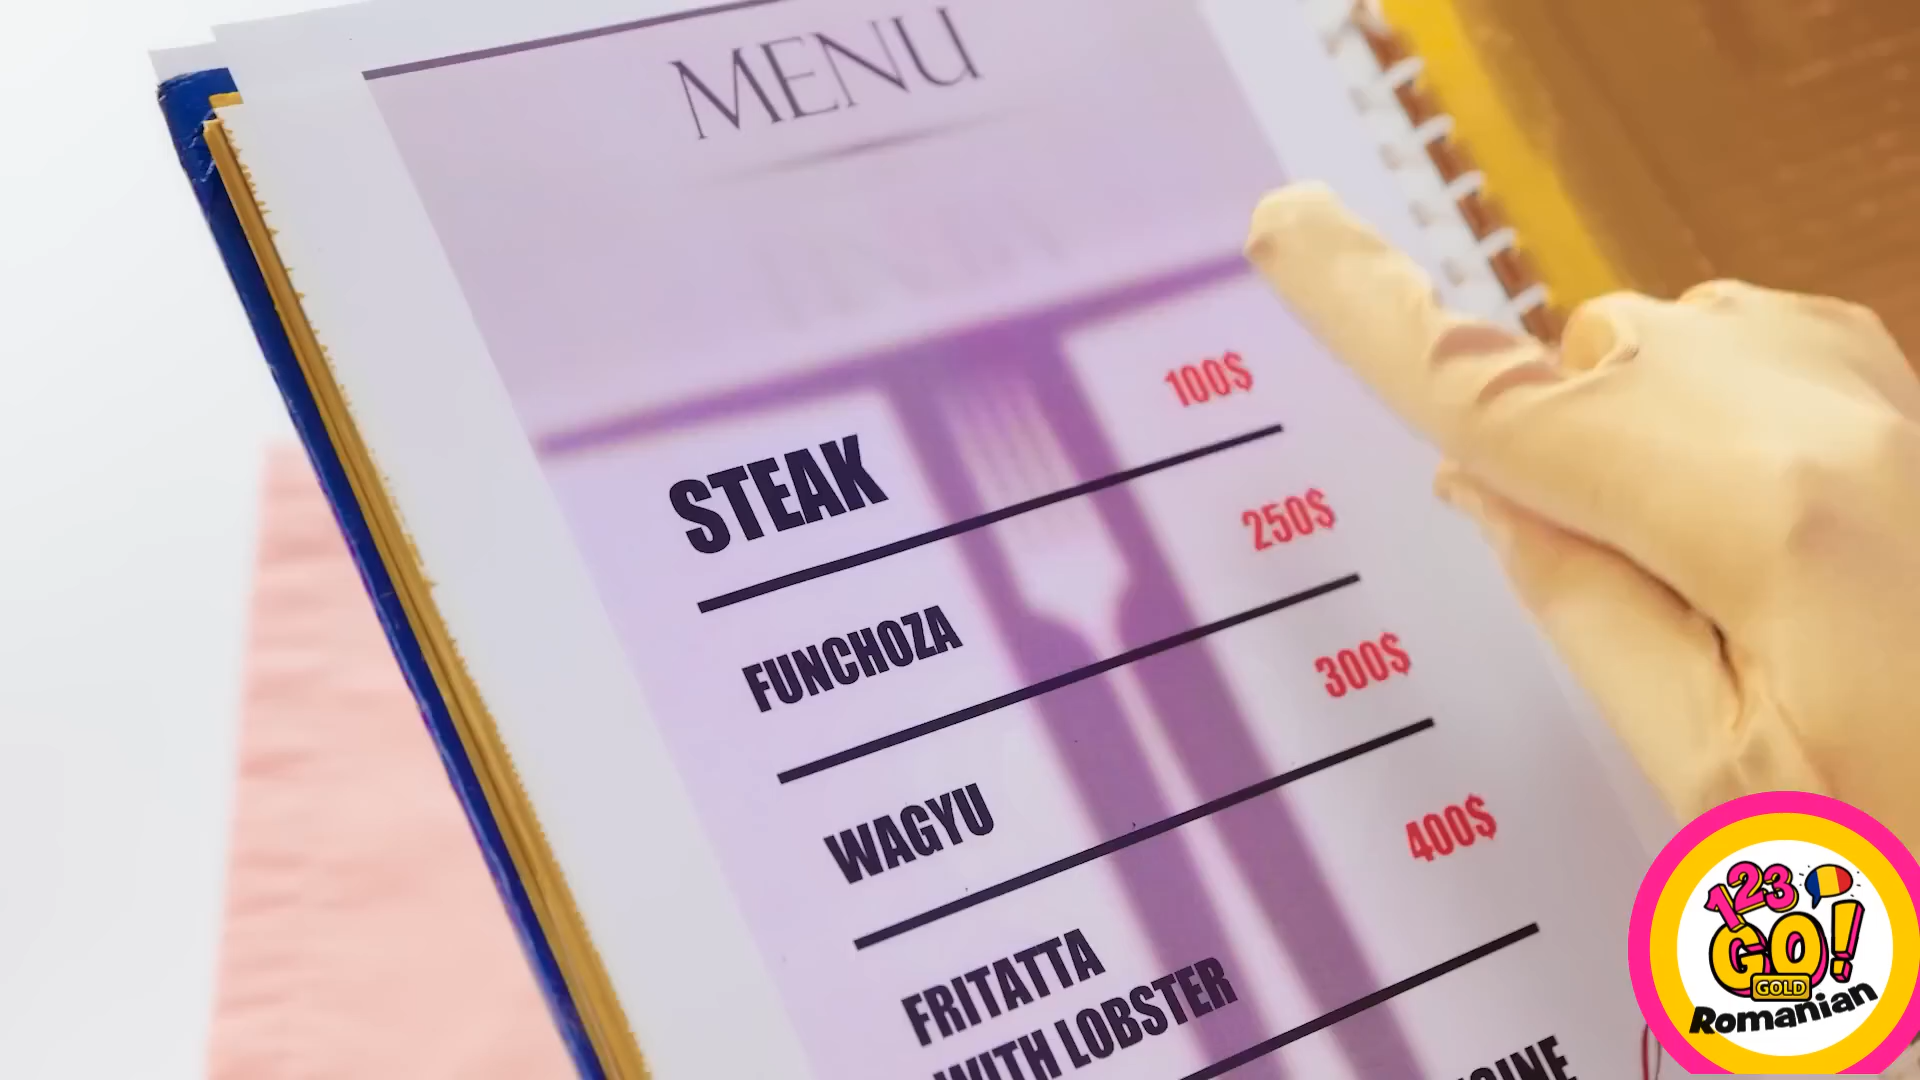 MENU
100$
STEAK
250$
FUNCHOZA
300$
WAGYU
400$
FRITATTA
WITH LOBSTER
123
GO!
GOLD
Romanian